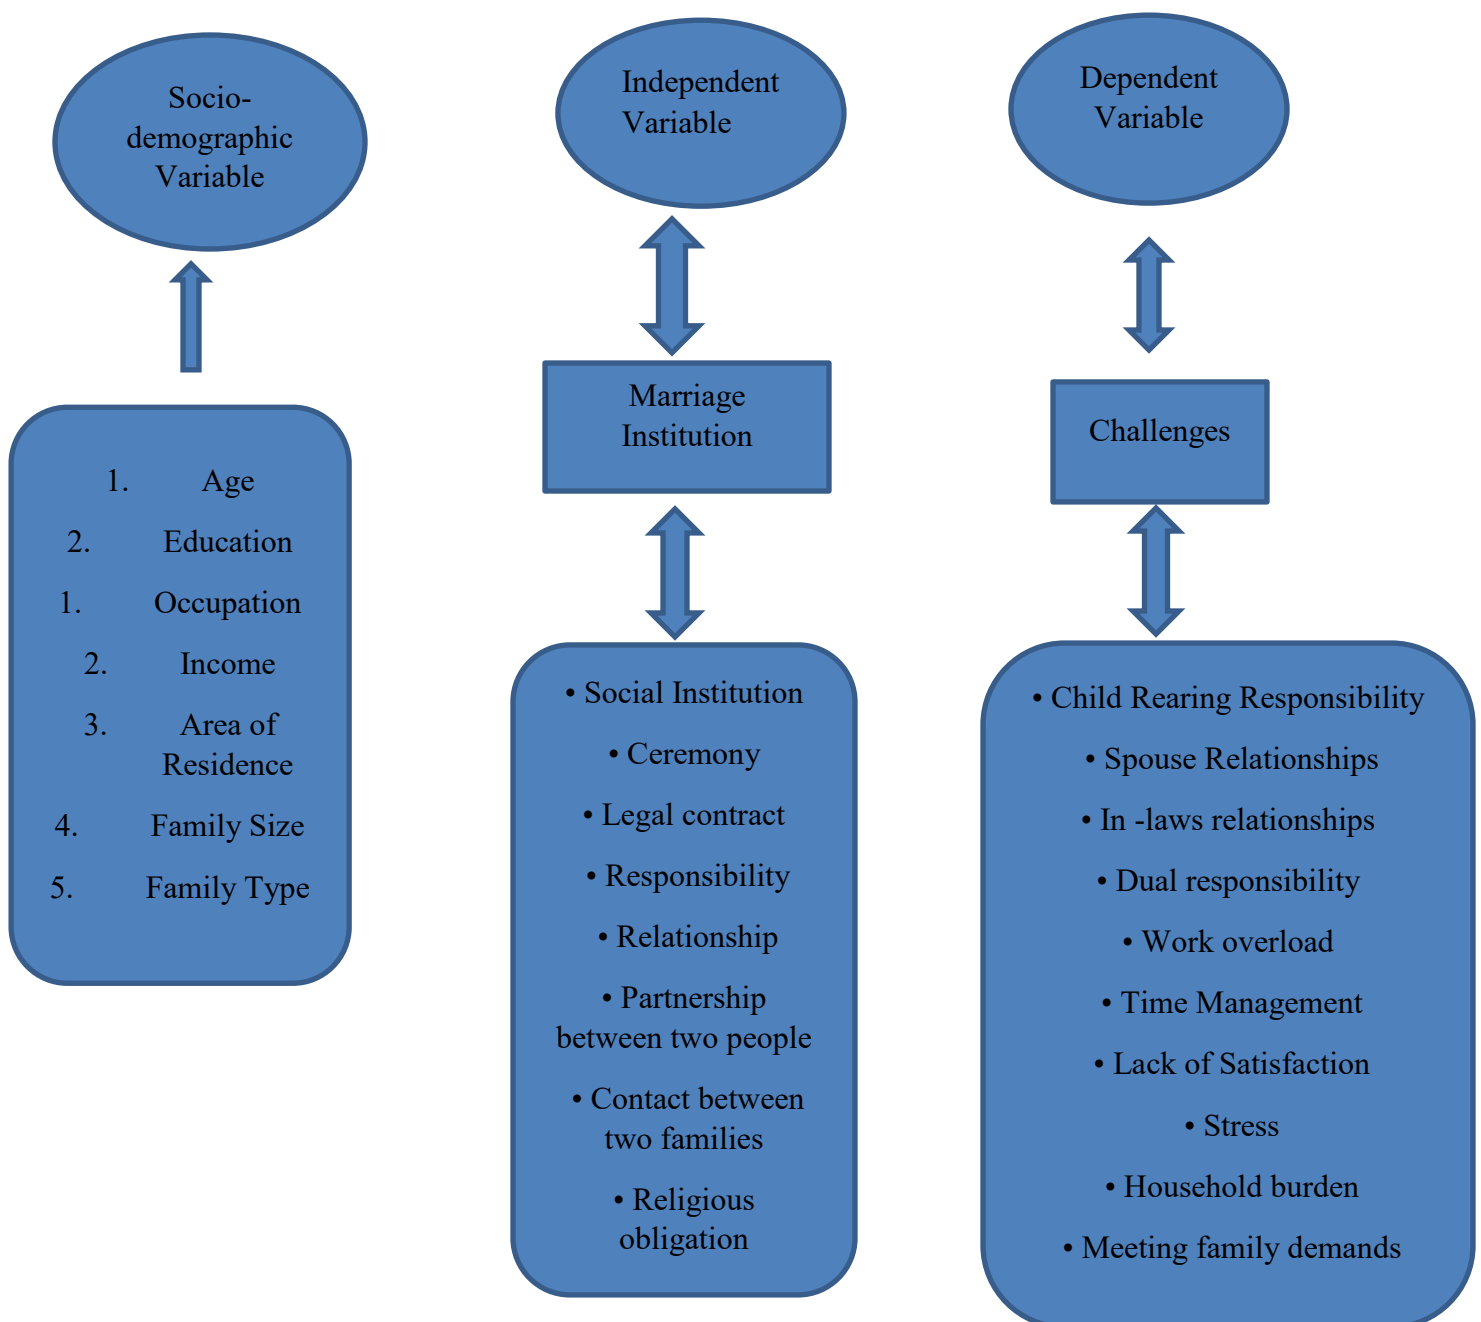 Socio-
demographic
Variable
1. Age
2. Education
1. Occupation
2. Income
3. Area of
Residence
4. Family Size
5. Family Type
Independent
Variable
Marriage
Institution
• Social Institution
• Ceremony
• Legal contract
• Responsibility
• Relationship
• Partnership
between two people
• Contact between
two families
• Religious
obligation
Dependent
Variable
Challenges
• Child Rearing Responsibility
• Spouse Relationships
• In -laws relationships
• Dual responsibility
• Work overload
• Time Management
• Lack of Satisfaction
• Stress
• Household burden
• Meeting family demands